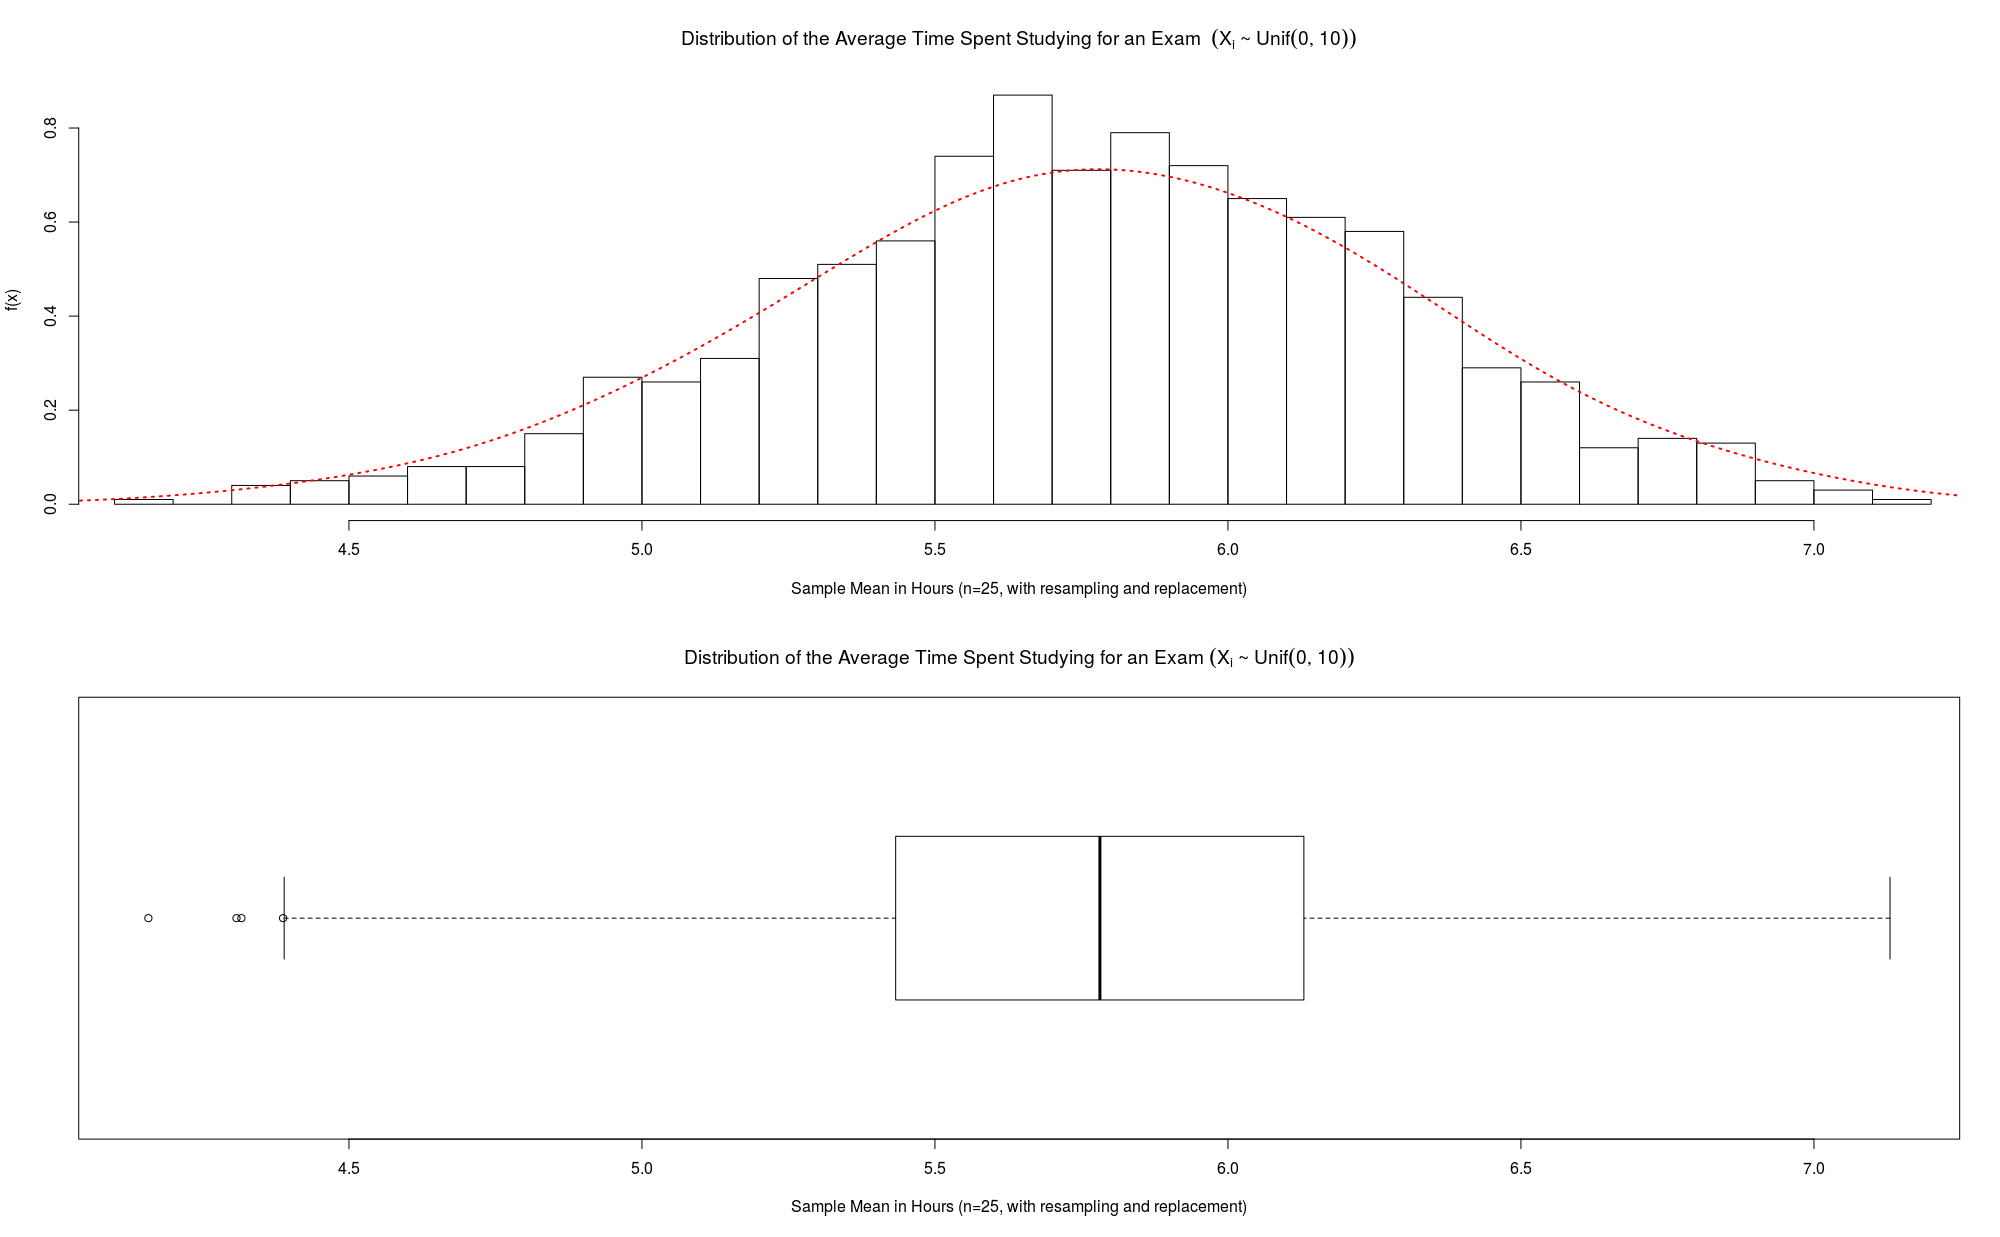 Distribution of the Average Time Spent Studying for an Exam (Xi ~ Unif(0, 10))
f(x)
0.8
0.6
0.4
0.2
0.0
4.5 5.0 5.5 6.0 6.5 7.0
Sample Mean in Hours (n=25, with resampling and replacement)
Distribution of the Average Time Spent Studying for an Exam (Xi ~ Unif(0, 10))
4.5 5.0 5.5 6.0 6.5 7.0
Sample Mean in Hours (n=25, with resampling and replacement)